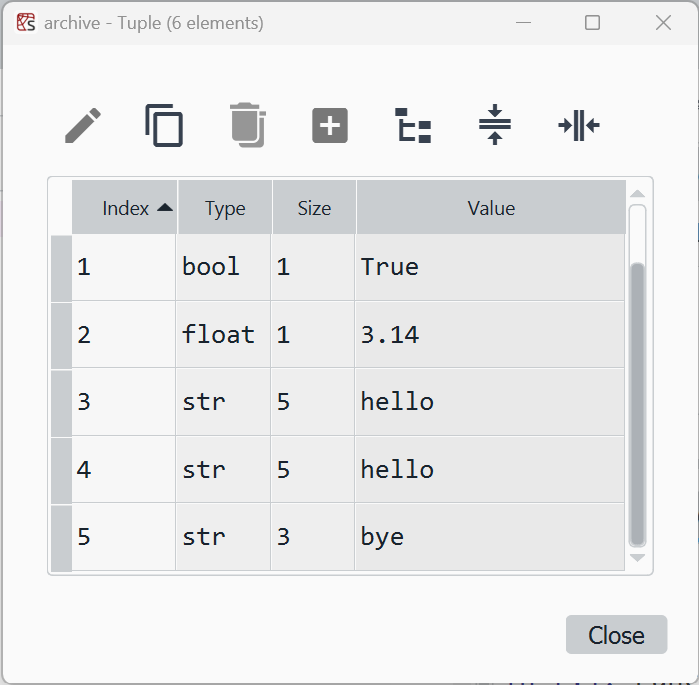 archive - Tuple (6 elements)
Index Type Size Value
1 bool 1 True
2 float 1 3.14
3 str 5 hello
4 str 5 hello
5 str 3 bye
Close